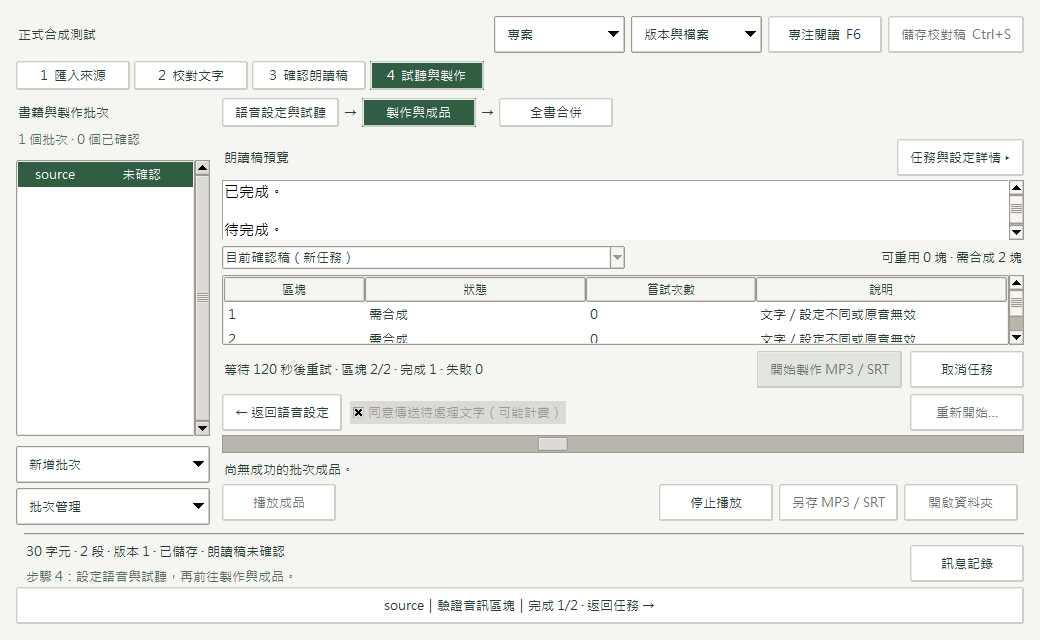 正式合成測試
專案
版本與檔案
專注閱讀 F6
儲存校對稿 Ctrl+S
1 匯入來源
2 校對文字
3 確認朗讀稿
4 試聽與製作
書籍與製作批次
1 個批次 · 0 個已確認
source 未確認
新增批次
批次管理
語音設定與試聽 → 製作與成品 → 全書合併
朗讀稿預覽
任務與設定詳情 ▸
已完成。
待完成。
目前確認稿（新任務）
可重用 0 塊 · 需合成 2 塊
區塊 狀態 嘗試次數 說明
1 需合成 0 文字 / 設定不同或原音無效
2 需合成 0 文字 / 設定不同或原音無效
等待 120 秒後重試 · 區塊 2/2 · 完成 1 · 失敗 0
開始製作 MP3 / SRT
取消任務
← 返回語音設定
同意傳送待處理文字（可能計費）
重新開始...
尚無成功的批次成品。
播放成品
停止播放
另存 MP3 / SRT
開啟資料夾
30 字元 · 2 段 · 版本 1 · 已儲存 · 朗讀稿未確認
步驟 4：設定語音與試聽，再前往製作與成品。
訊息記錄
source｜驗證音訊區塊｜完成 1/2 · 返回任務 →